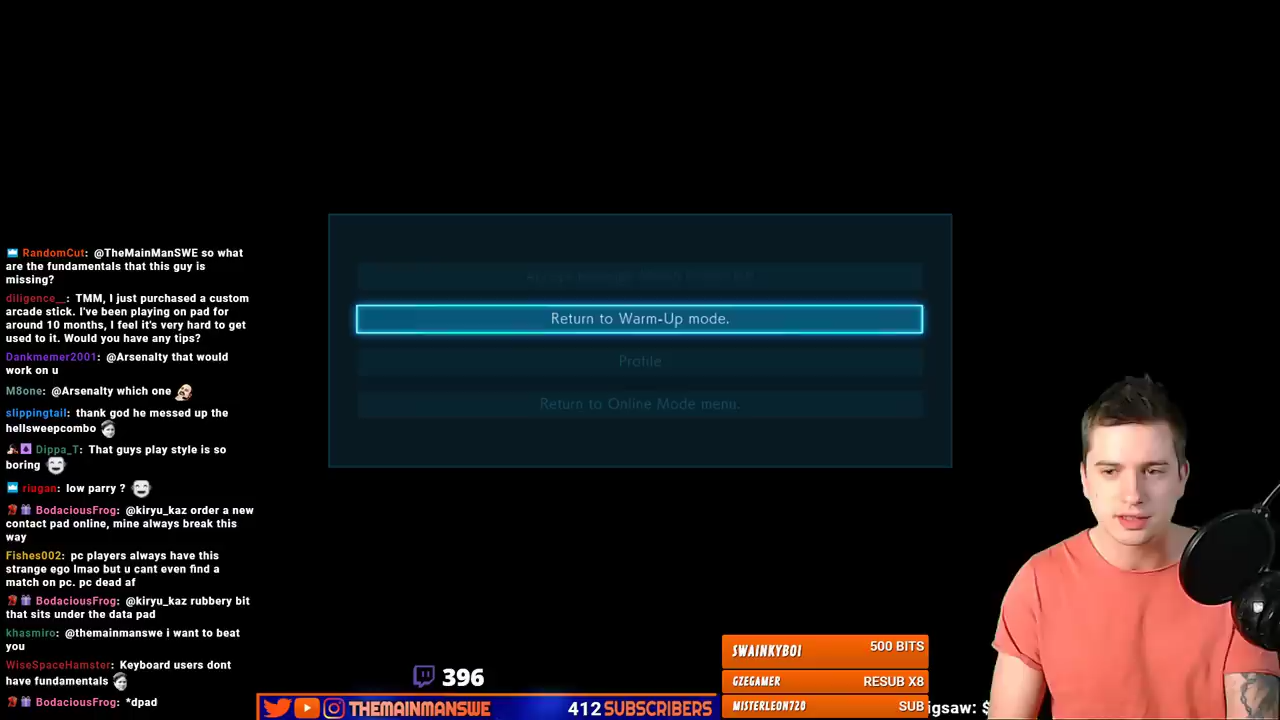 RandomCut: @TheMainManSWE so what
are the fundamentals that this guy is
missing?
diligence__: TMM, I just purchased a custom
arcade stick. I've been playing on pad for
around 10 months, I feel it's very hard to get
used to it. Would you have any tips?
Dankmemer2001: @Arsenalty that would
work on u
M8one: @Arsenalty which one
slippingtail: thank god he messed up the
hellsweepcombo
Dippa_T: That guys play style is so
boring
riugan: low parry ?
BodaciousFrog: @kiryu_kaz order a new
contact pad online, mine always break this
way
Fishes002: pc players always have this
strange ego lmao but u cant even find a
match on pc. pc dead af
BodaciousFrog: @kiryu_kaz rubbery bit
that sits under the data pad
khasmiro: @themainmanswe i want to beat
you
WiseSpaceHamster: Keyboard users dont
have fundamentals
BodaciousFrog: *dpad
Return to Warm-Up mode.
Profile
Return to Online Mode menu.
396
THEMAINMANSWE 412 SUBSCRIBERS
SWAINKYBOI 500 BITS
GZEGAMER RESUB X8
MISTERLEON720 SUB
igsaw: $